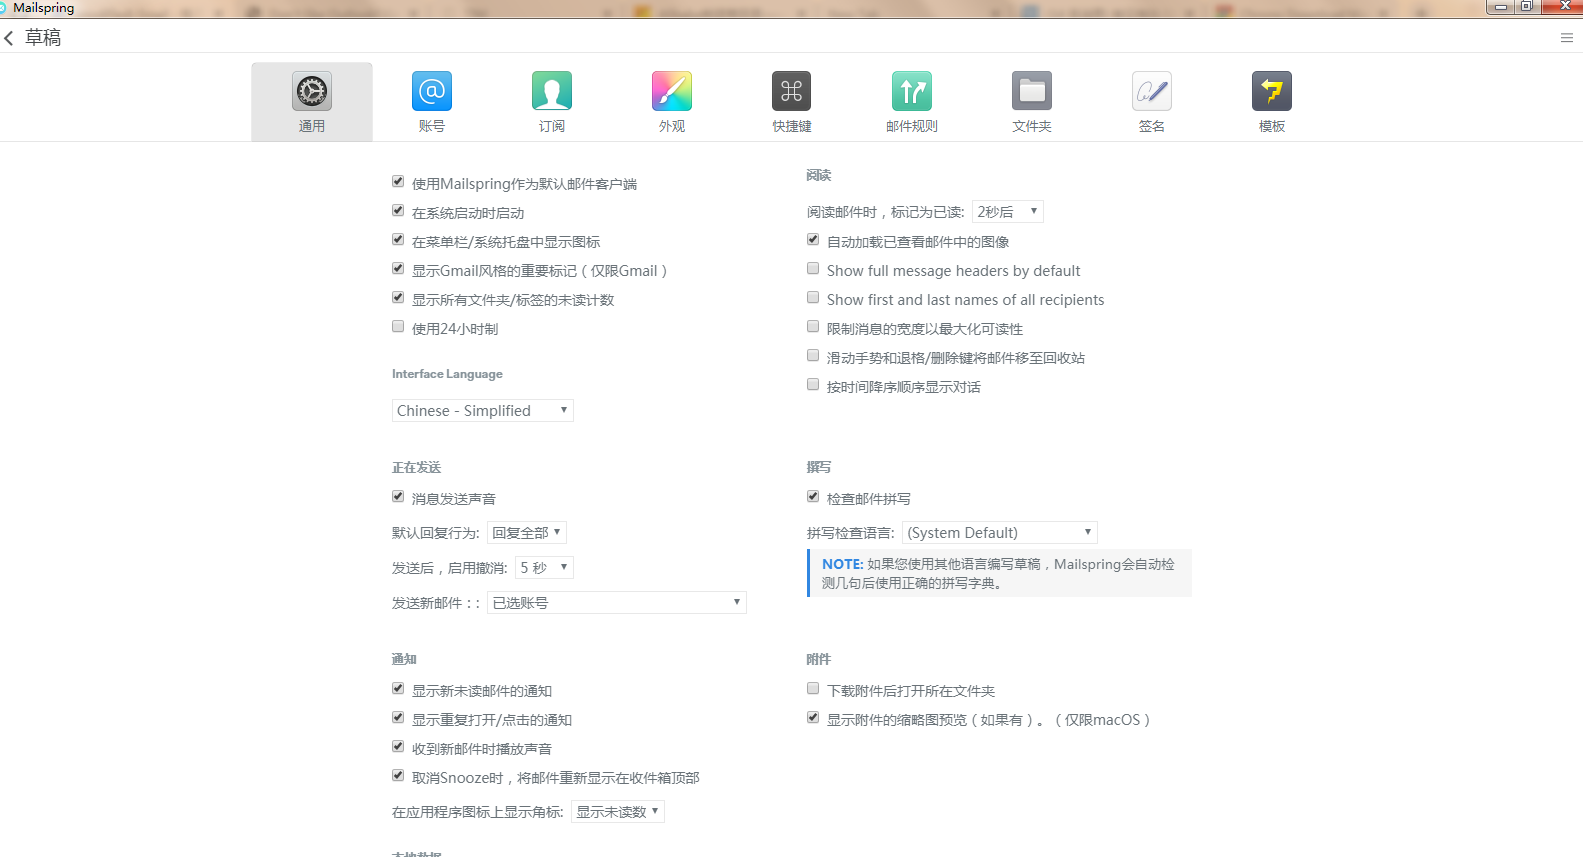 Mailspring
草稿
通用
账号
订阅
外观
快捷键
邮件规则
文件夹
签名
模板
使用Mailspring作为默认邮件客户端
在系统启动时启动
在菜单栏/系统托盘中显示图标
显示Gmail风格的重要标记（仅限Gmail）
显示所有文件夹/标签的未读计数
使用24小时制
Interface Language
Chinese - Simplified
阅读
阅读邮件时，标记为已读: 2秒后
自动加载已查看邮件中的图像
Show full message headers by default
Show first and last names of all recipients
限制消息的宽度以最大化可读性
滑动手势和退格/删除键将邮件移至回收站
按时间降序顺序显示对话
正在发送
消息发送声音
默认回复行为: 回复全部
发送后，启用撤消: 5 秒
发送新邮件：: 已选账号
撰写
检查邮件拼写
拼写检查语言: (System Default)
NOTE: 如果您使用其他语言编写草稿，Mailspring会自动检
测几句后使用正确的拼写字典。
通知
显示新未读邮件的通知
显示重复打开/点击的通知
收到新邮件时播放声音
取消Snooze时，将邮件重新显示在收件箱顶部
在应用程序图标上显示角标: 显示未读数
附件
下载附件后打开所在文件夹
显示附件的缩略图预览（如果有）。（仅限macOS）